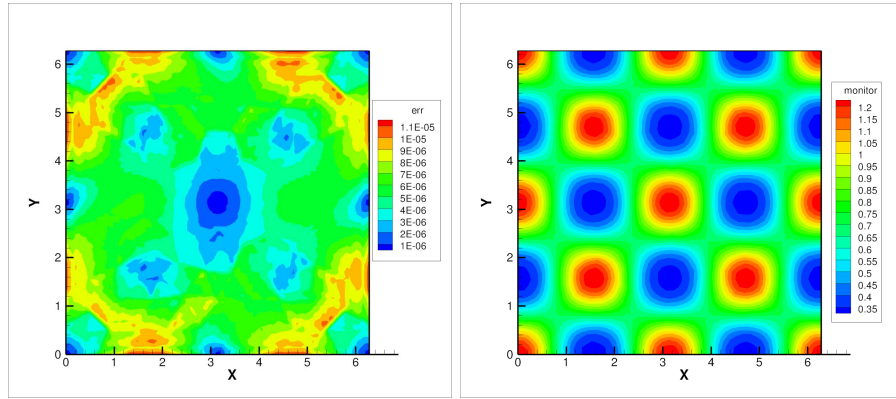 err
1.1E-05
1E-05
9E-06
8E-06
7E-06
6E-06
5E-06
4E-06
3E-06
2E-06
1E-06
Y
6
5
4
3
2
1
0
0 1 2 3 4 5 6
X
monitor
1.2
1.15
1.1
1.05
1
0.95
0.9
0.85
0.8
0.75
0.7
0.65
0.6
0.55
0.5
0.45
0.4
0.35
Y
6
5
4
3
2
1
0
0 1 2 3 4 5 6
X